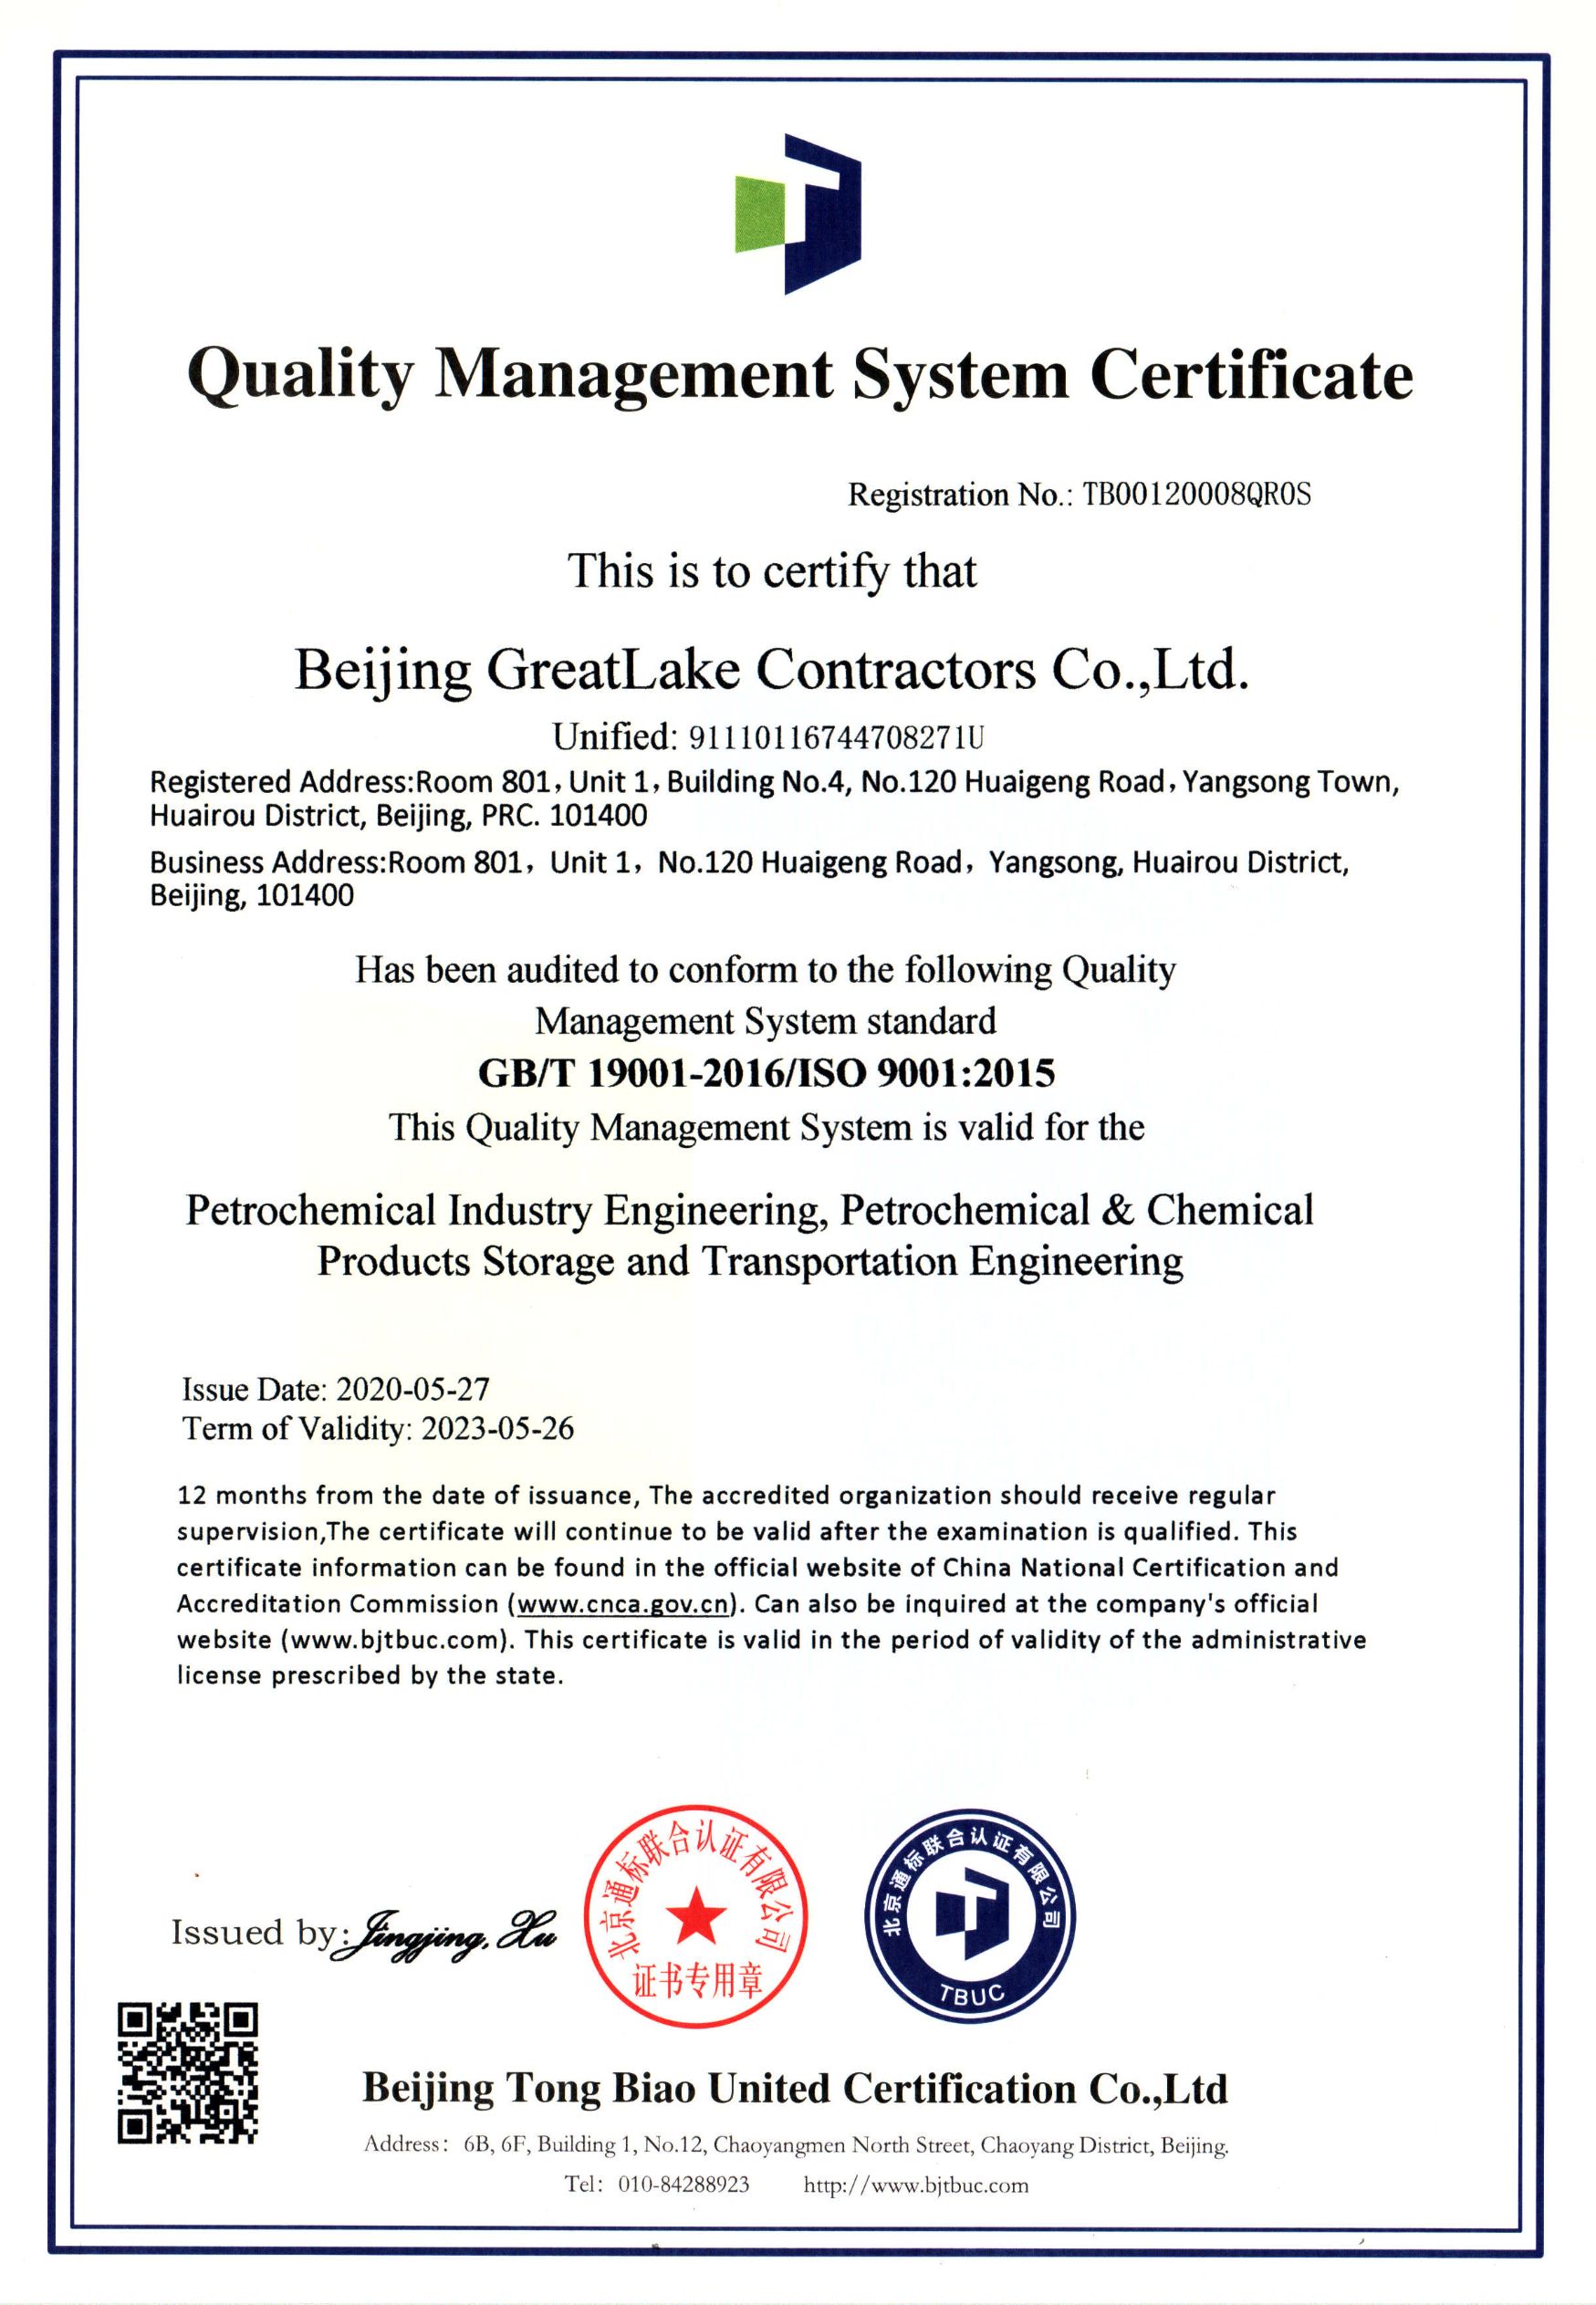 Quality Management System Certificate
Registration No.: TB00120008QR0S
This is to certify that
Beijing GreatLake Contractors Co.,Ltd.
Unified: 91110116744708271U
Registered Address:Room 801，Unit 1，Building No.4, No.120 Huaigeng Road，Yangsong Town,
Huairou District, Beijing, PRC. 101400
Business Address:Room 801，Unit 1，No.120 Huaigeng Road，Yangsong, Huairou District,
Beijing, 101400
Has been audited to conform to the following Quality
Management System standard
GB/T 19001-2016/ISO 9001:2015
This Quality Management System is valid for the
Petrochemical Industry Engineering, Petrochemical & Chemical
Products Storage and Transportation Engineering
Issue Date: 2020-05-27
Term of Validity: 2023-05-26
12 months from the date of issuance, The accredited organization should receive regular
supervision,The certificate will continue to be valid after the examination is qualified. This
certificate information can be found in the official website of China National Certification and
Accreditation Commission (www.cnca.gov.cn). Can also be inquired at the company's official
website (www.bjtbuc.com). This certificate is valid in the period of validity of the administrative
license prescribed by the state.
Issued by: Jingjing, Xu
北京通标联合认证有限公司
证书专用章
北京通标联合认证有限公司
TBUC
Beijing Tong Biao United Certification Co.,Ltd
Address： 6B, 6F, Building 1, No.12, Chaoyangmen North Street, Chaoyang District, Beijing.
Tel： 010-84288923 http://www.bjtbuc.com